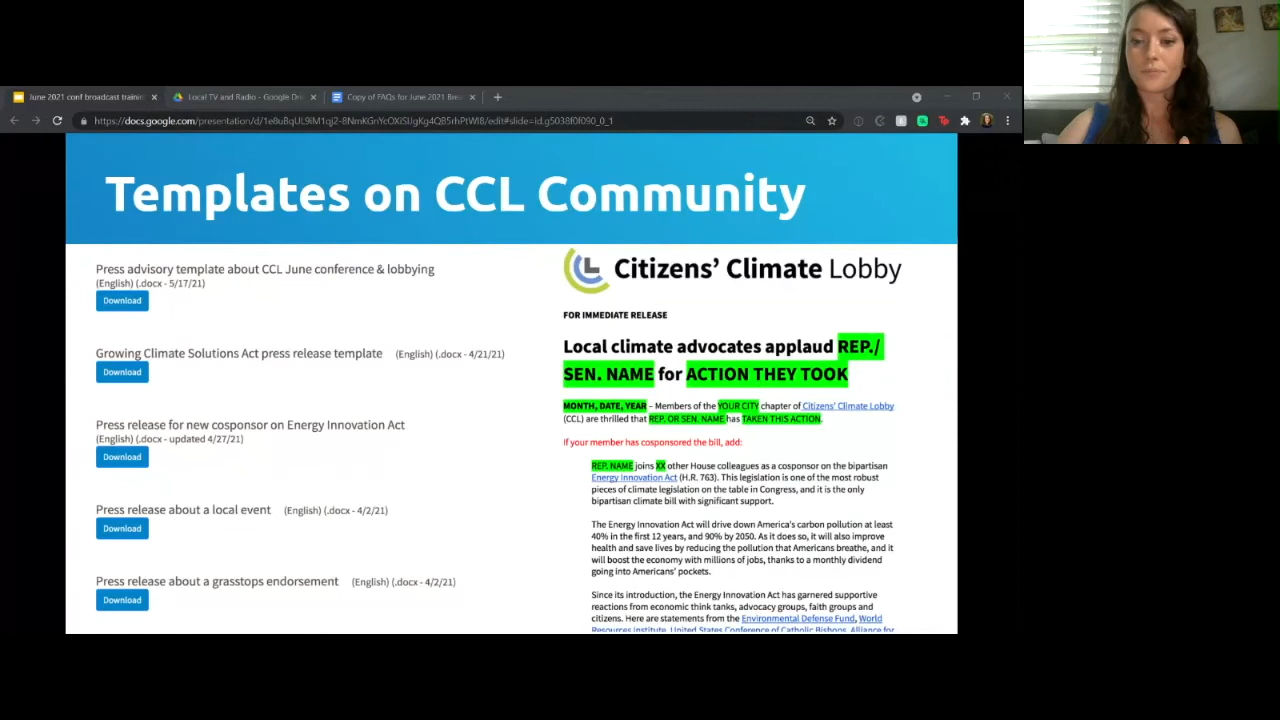 June 2021 conf broadcast trainin
Local TV and Radio - Google Dri
Copy of FAQs for June 2021 Bre
Templates on CCL Community
Press advisory template about CCL June conference & lobbying
(English) (.docx - 5/17/21)
Download
Growing Climate Solutions Act press release template (English) (.docx - 4/21/21)
Download
Press release for new cosponsor on Energy Innovation Act
(English) (.docx - updated 4/27/21)
Download
Press release about a local event (English) (.docx - 4/2/21)
Download
Press release about a grasstops endorsement (English) (.docx - 4/2/21)
Download
Citizens' Climate Lobby
FOR IMMEDIATE RELEASE
Local climate advocates applaud REP./
SEN. NAME for ACTION THEY TOOK
MONTH, DATE, YEAR – Members of the YOUR CITY chapter of Citizens' Climate Lobby
(CCL) are thrilled that REP. OR SEN. NAME has TAKEN THIS ACTION.
If your member has cosponsored the bill, add:
REP. NAME joins XX other House colleagues as a cosponsor on the bipartisan
Energy Innovation Act (H.R. 763). This legislation is one of the most robust
pieces of climate legislation on the table in Congress, and it is the only
bipartisan climate bill with significant support.
The Energy Innovation Act will drive down America's carbon pollution at least
40% in the first 12 years, and 90% by 2050. As it does so, it will also improve
health and save lives by reducing the pollution that Americans breathe, and it
will boost the economy with millions of jobs, thanks to a monthly dividend
going into Americans' pockets.
Since its introduction, the Energy Innovation Act has garnered supportive
reactions from economic think tanks, advocacy groups, faith groups and
citizens. Here are statements from the Environmental Defense Fund, World
Resources Institute, United States Conference of Catholic Bishops, Alliance for